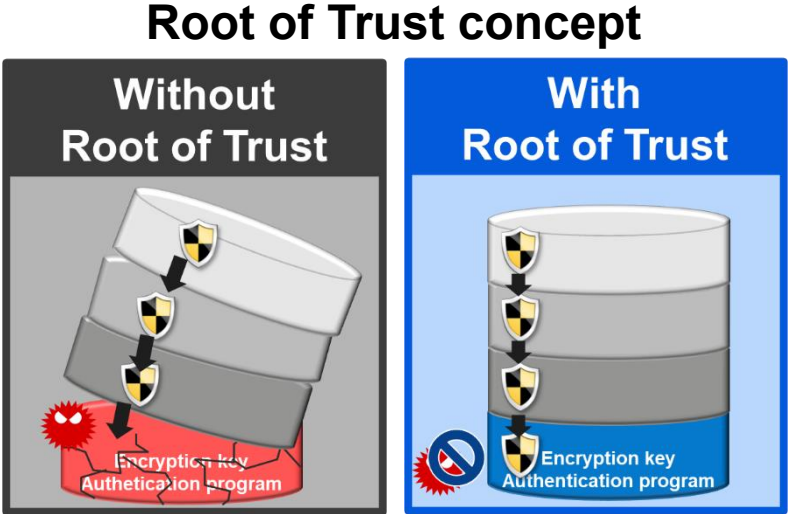 Root of Trust concept
Without
Root of Trust
Encryption key
Authetication program
With
Root of Trust
Encryption key
Authentication program